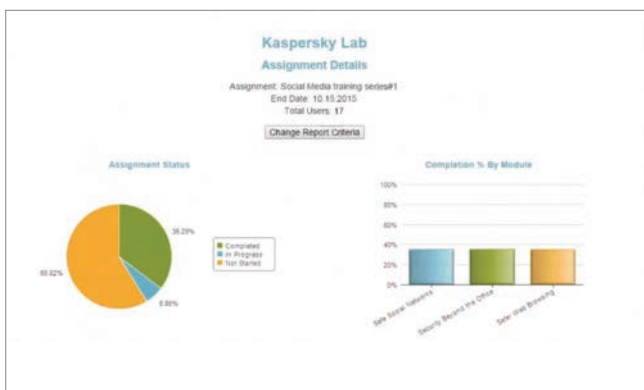 Kaspersky Lab
Assignment Details
Assignment: Social Media training series#1
End Date: 10.15.2015
Total Users: 17
Change Report Criteria
Assignment Status
35.29%
Completed
In Progress
Not Started
5.88%
Completion % By Module
100%
80%
60%
40%
20%
0%
Safe Social Networks
Security Beyond the Office
Safer Web Browsing